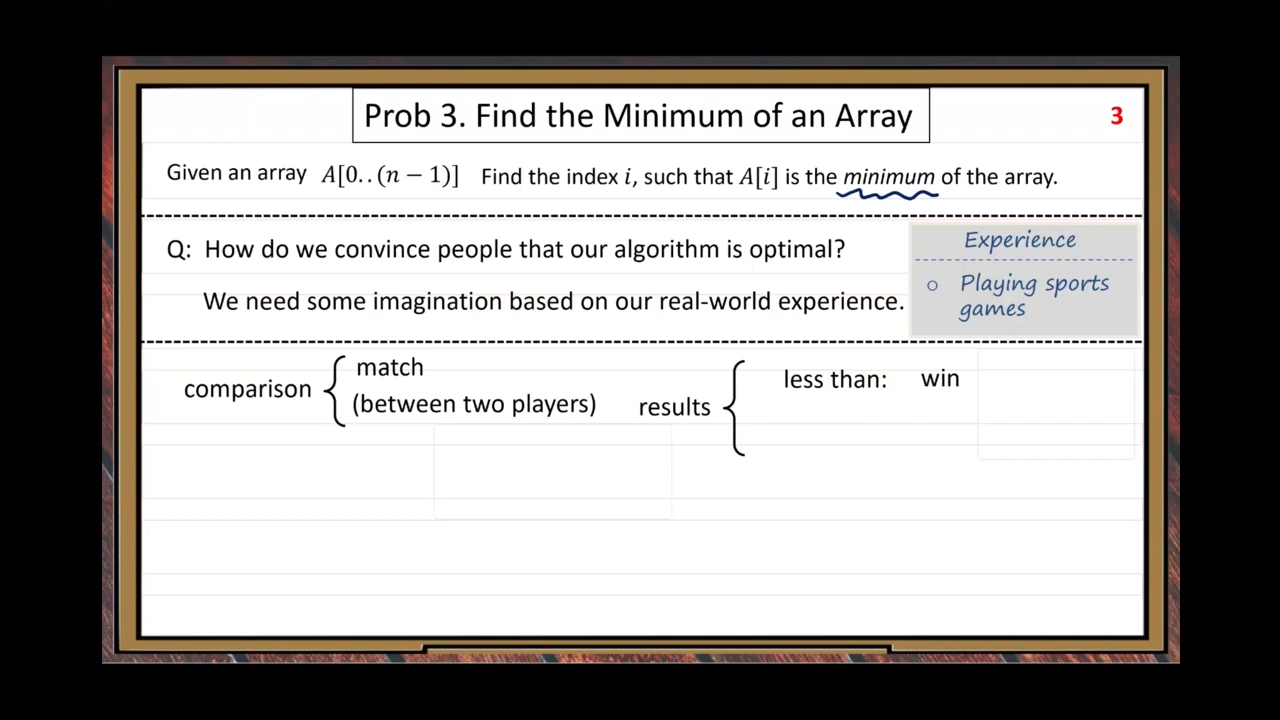 Prob 3. Find the Minimum of an Array
3
Given an array A[0..(n − 1)] Find the index i, such that A[i] is the minimum of the array.
Q: How do we convince people that our algorithm is optimal?
We need some imagination based on our real-world experience.
Experience
○ Playing sports
games
comparison
match
(between two players)
results
less than: win